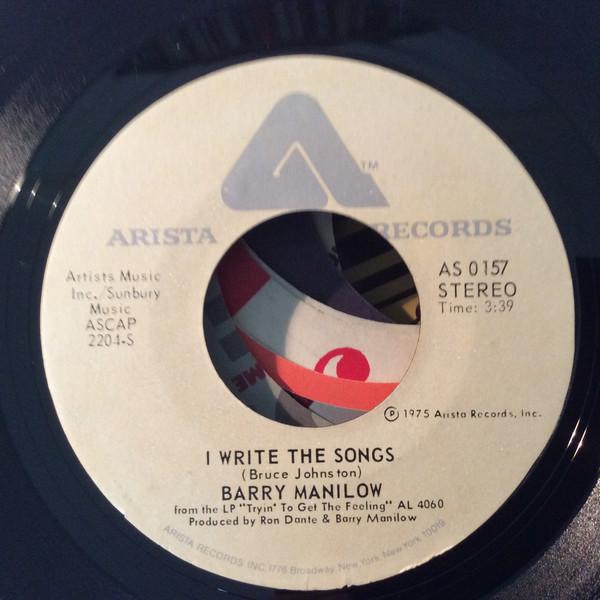 TM
ARISTA RECORDS
Artists Music
Inc./Sunbury
Music
ASCAP
2204-S
AS 0157
STEREO
Time: 3:39
Ⓟ 1975 Arista Records, Inc.
I WRITE THE SONGS
(Bruce Johnston)
BARRY MANILOW
from the LP "Tryin' To Get The Feeling" AL 4060
Produced by Ron Dante & Barry Manilow
ARISTA RECORDS INC. 1776 Broadway, New York, New York 10019